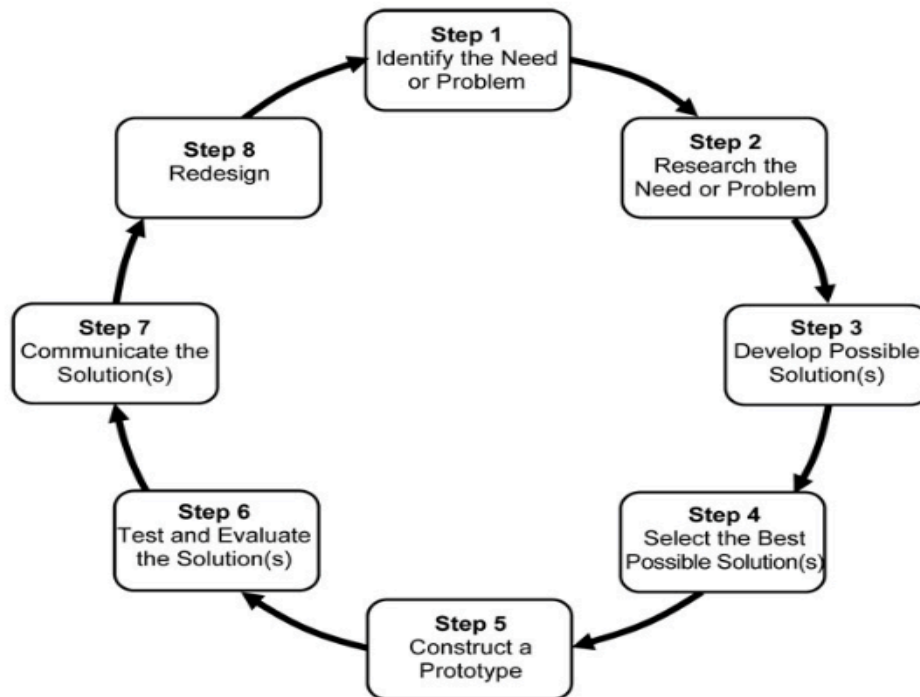 Step 1
Identify the Need
or Problem
Step 2
Research the
Need or Problem
Step 3
Develop Possible
Solution(s)
Step 4
Select the Best
Possible Solution(s)
Step 5
Construct a
Prototype
Step 6
Test and Evaluate
the Solution(s)
Step 7
Communicate the
Solution(s)
Step 8
Redesign